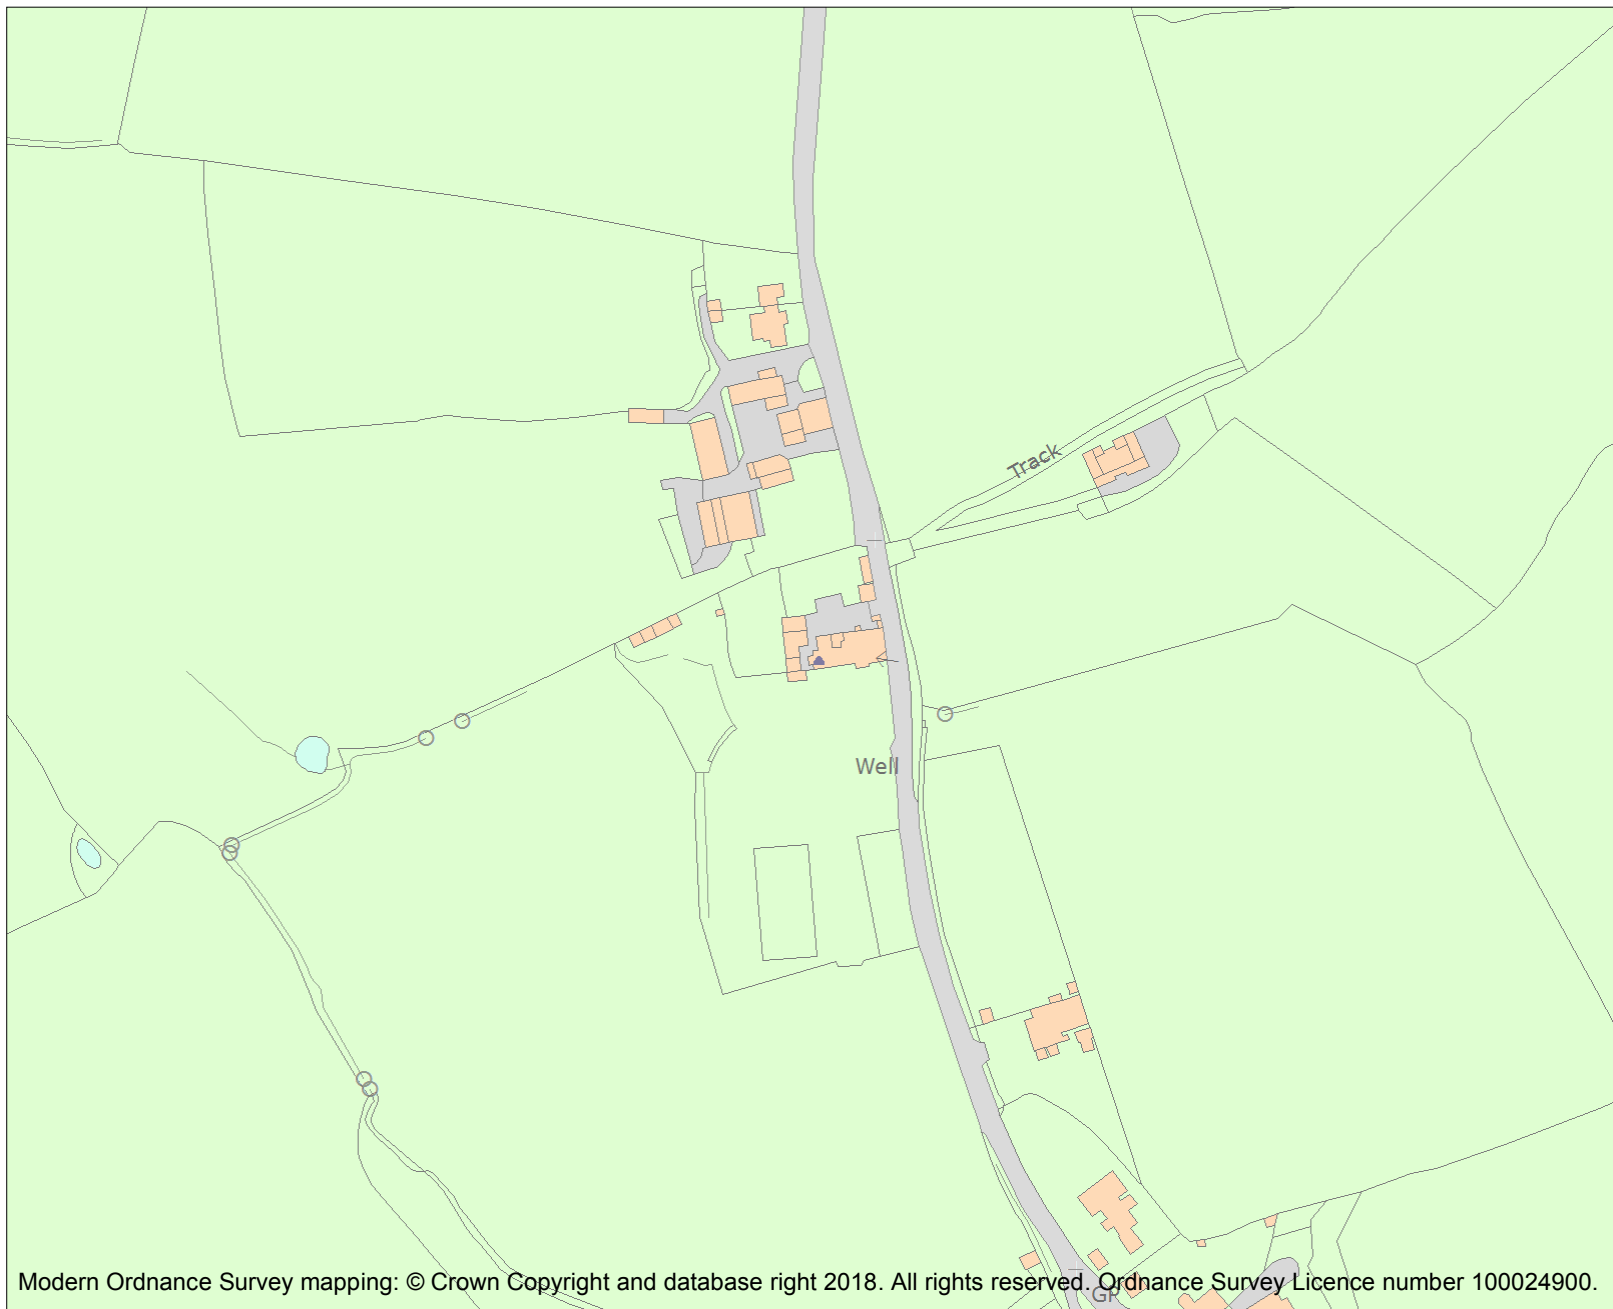 Track
Well
Modern Ordnance Survey mapping: © Crown Copyright and database right 2018. All rights reserved. Ordnance Survey Licence number 100024900.
GP